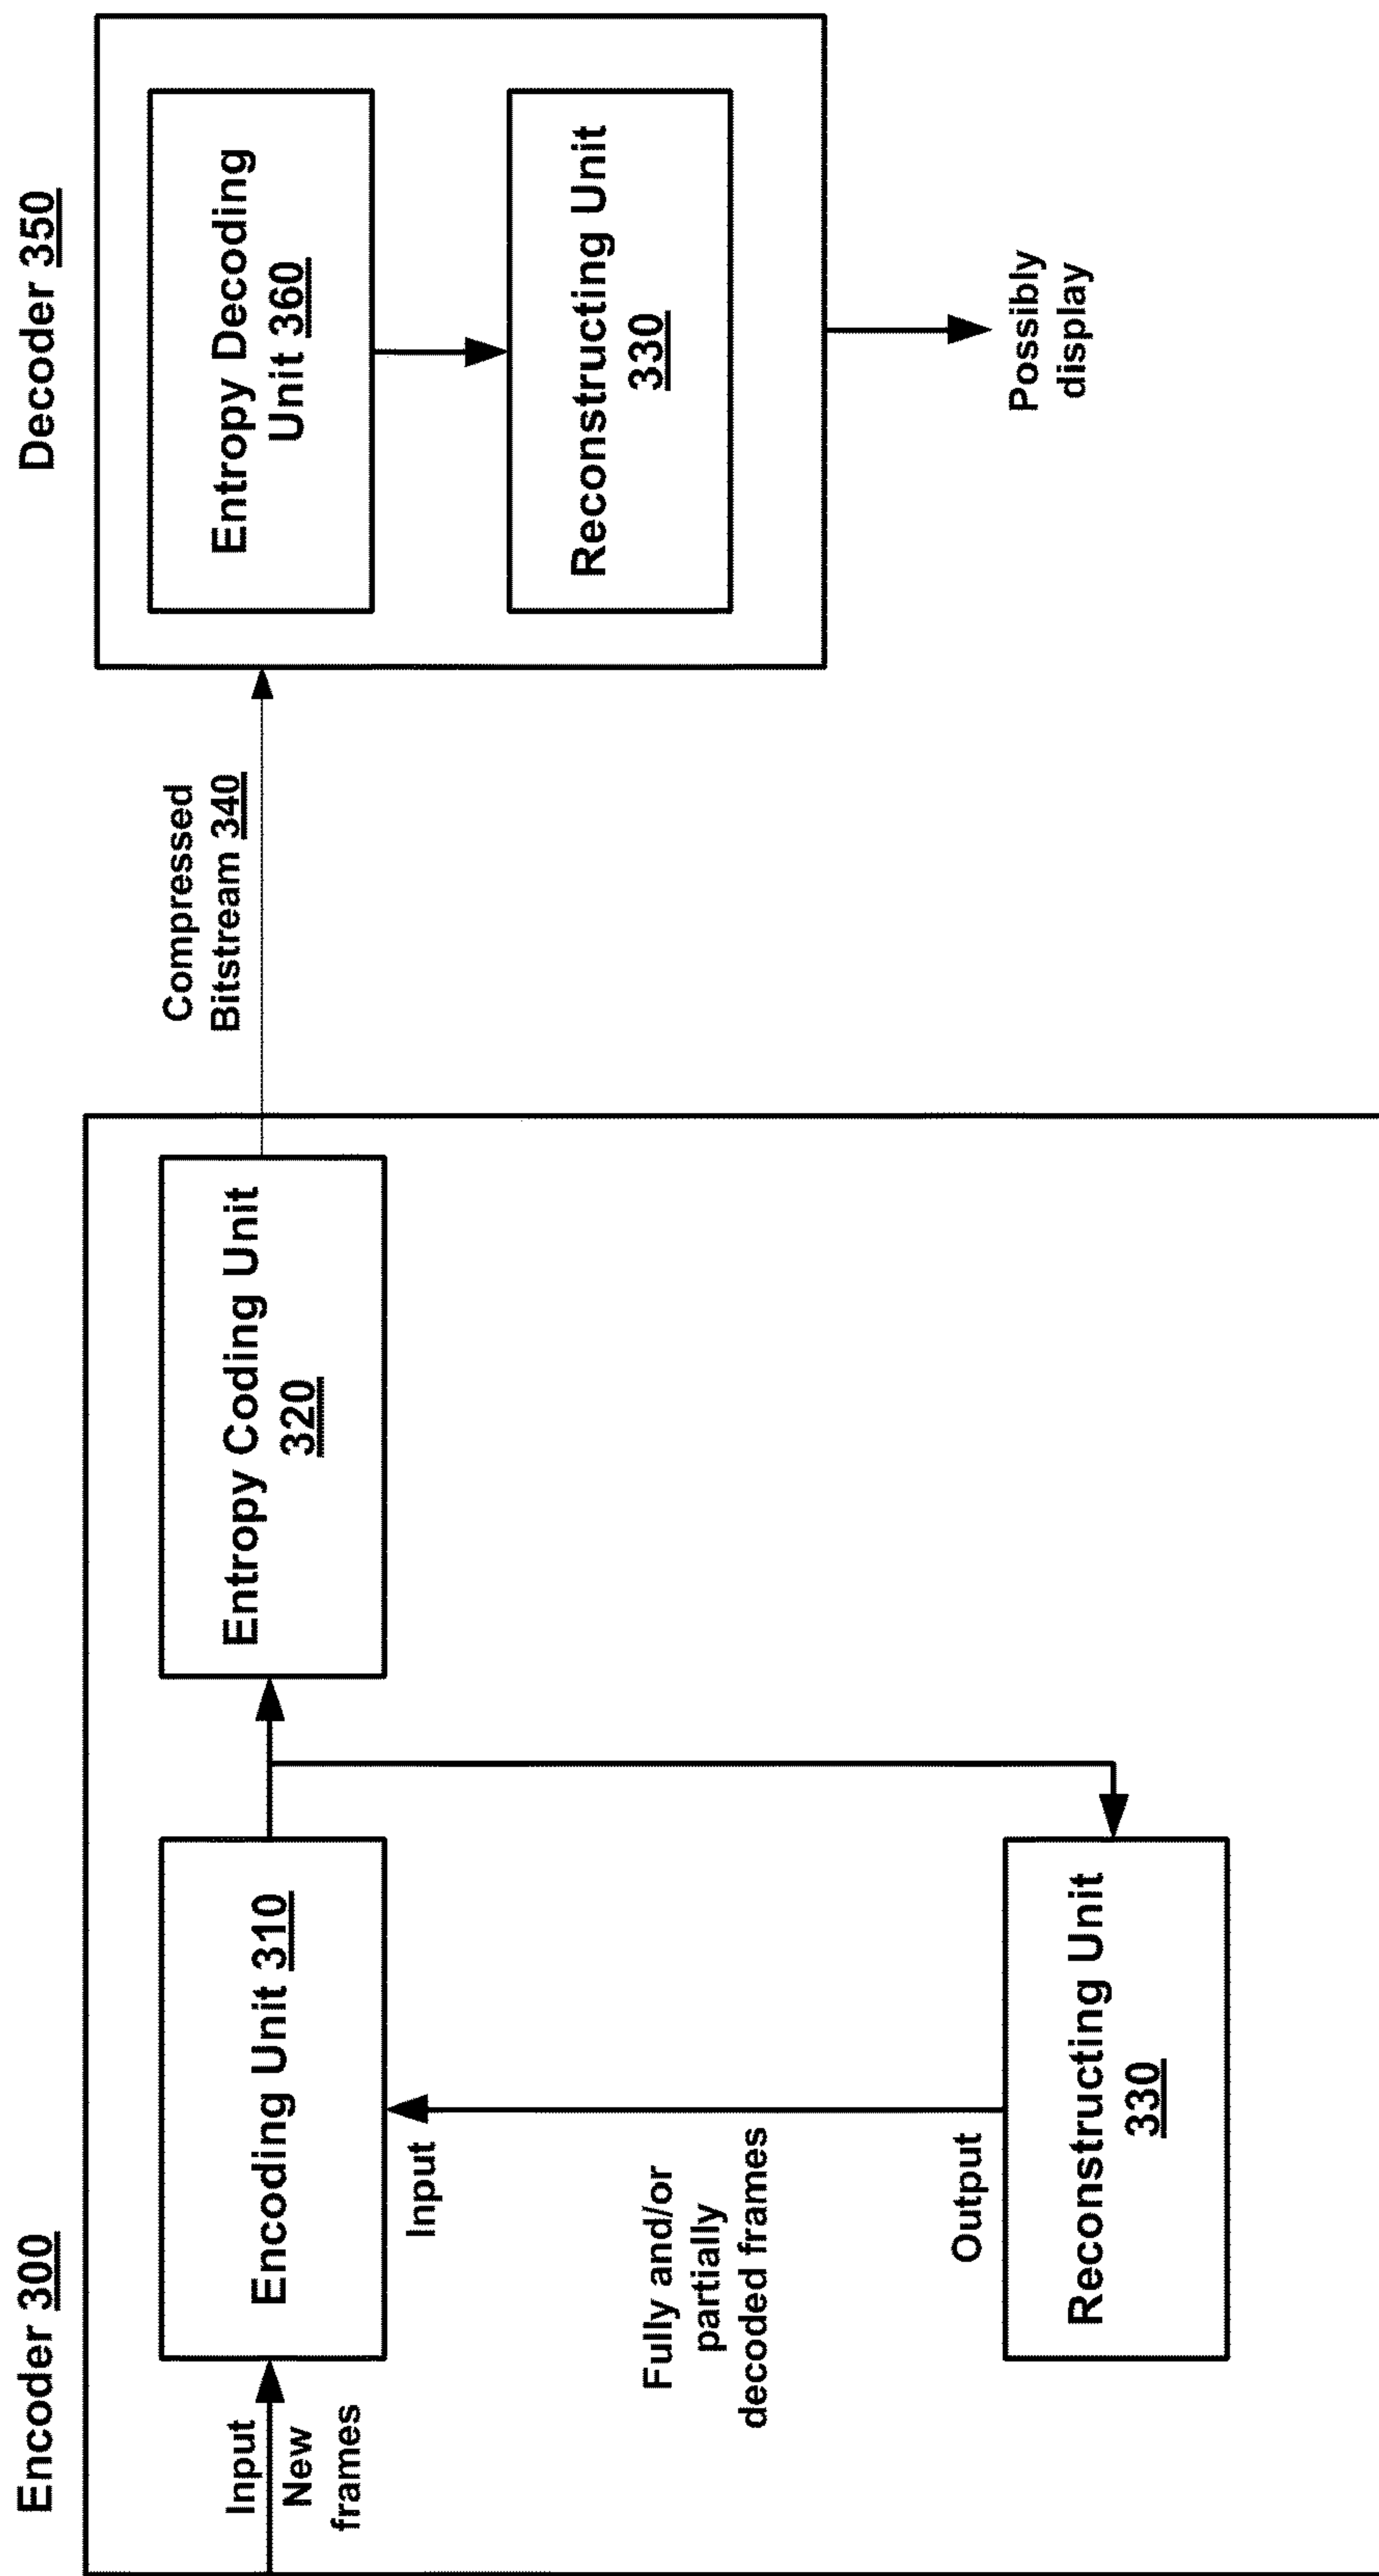 Encoder 300
Input
New
frames
Encoding Unit 310
Input
Fully and/or
partially
decoded frames
Output
Reconstructing Unit
330
Entropy Coding Unit
320
Compressed
Bitstream 340
Decoder 350
Entropy Decoding
Unit 360
Reconstructing Unit
330
Possibly
display